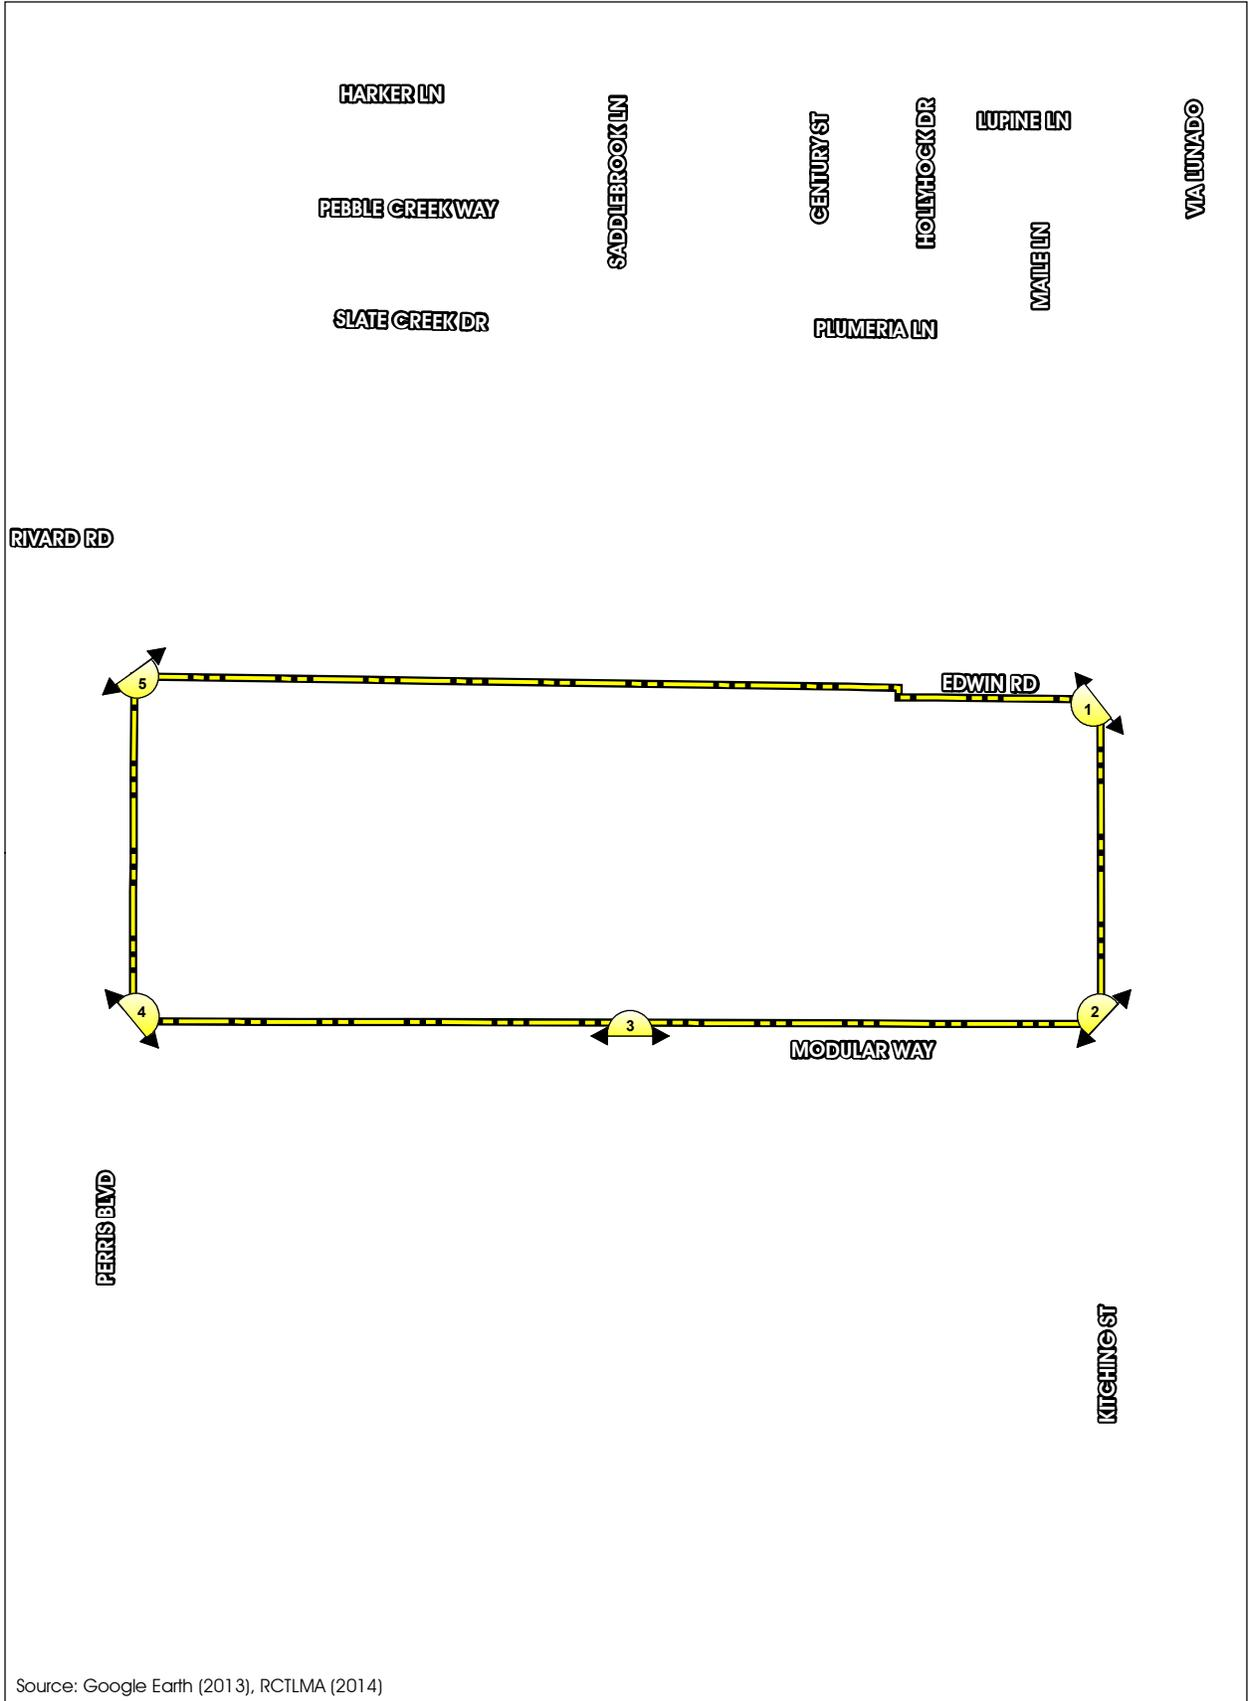 HARKER LN
SADDLEBROOK LN
CENTURY ST
HOLLYHOCK DR
LUPINE LN
VIA LUNADO
PEBBLE CREEK WAY
MAILE LN
SLATE CREEK DR
PLUMERIA LN
RIVARD RD
5
EDWIN RD
1
4
3
2
MODULAR WAY
PERRIS BLVD
KITCHING ST
Source: Google Earth (2013), RCTLMA (2014)